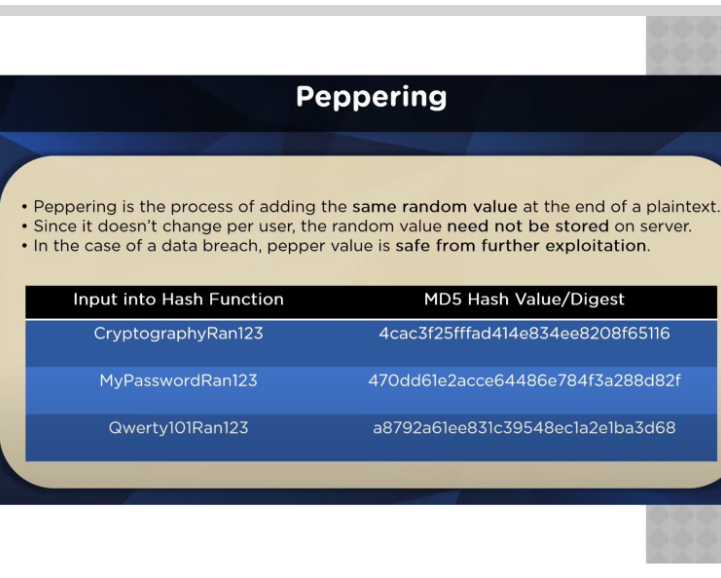 Peppering
• Peppering is the process of adding the same random value at the end of a plaintext.
• Since it doesn't change per user, the random value need not be stored on server.
• In the case of a data breach, pepper value is safe from further exploitation.
Input into Hash Function MD5 Hash Value/Digest
CryptographyRan123 4cac3f25fffad414e834ee8208f65116
MyPasswordRan123 470dd61e2acce64486e784f3a288d82f
Qwerty101Ran123 a8792a61ee831c39548ec1a2e1ba3d68